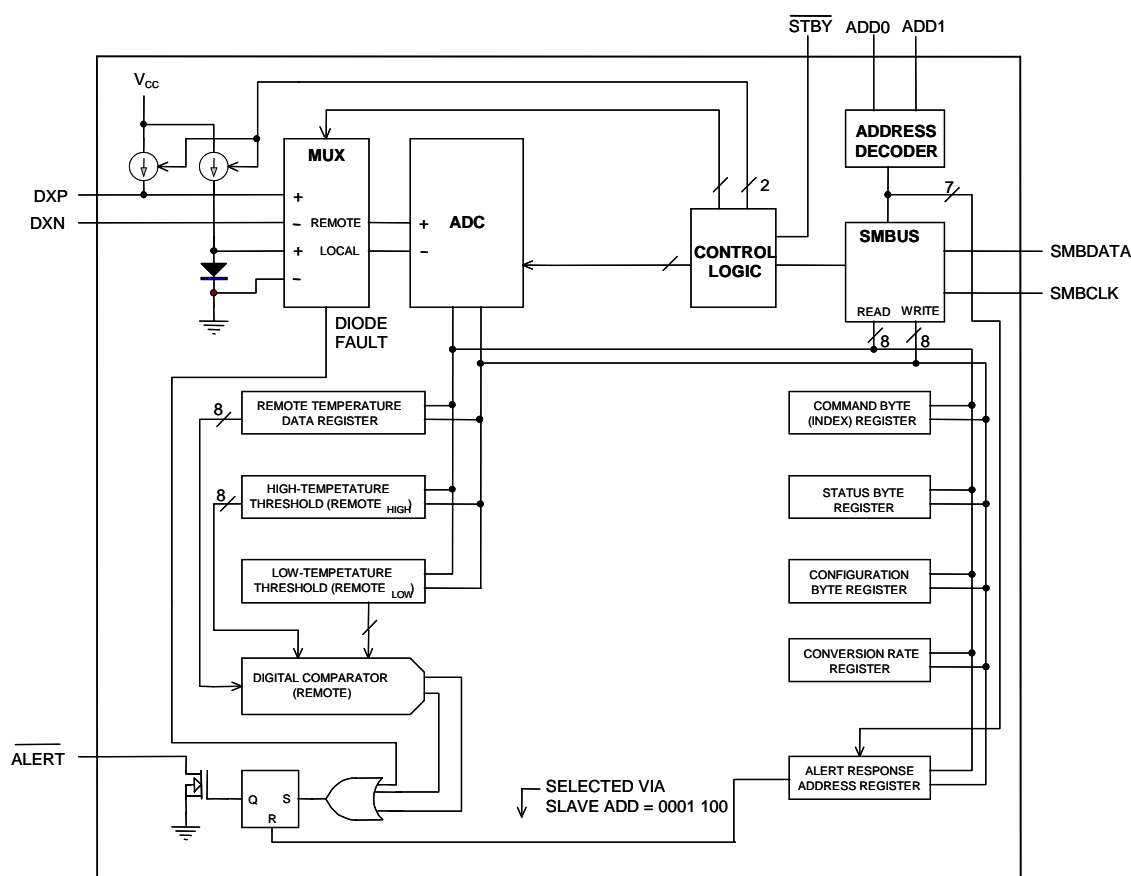 STBY ADD0 ADD1
VCC
MUX
ADDRESS
DECODER
DXP
+
7
2
DXN
- REMOTE
+
ADC
SMBUS
+ LOCAL
-
CONTROL
LOGIC
SMBDATA
-
SMBCLK
READ WRITE
DIODE
FAULT
8
8
8
REMOTE TEMPERATURE
DATA REGISTER
COMMAND BYTE
(INDEX) REGISTER
8
HIGH-TEMPETATURE
THRESHOLD (REMOTE HIGH)
STATUS BYTE
REGISTER
LOW-TEMPETATURE
THRESHOLD (REMOTE LOW)
CONFIGURATION
BYTE REGISTER
CONVERSION RATE
REGISTER
DIGITAL COMPARATOR
(REMOTE)
ALERT
ALERT RESPONSE
ADDRESS REGISTER
SELECTED VIA
SLAVE ADD = 0001 100
Q S
R